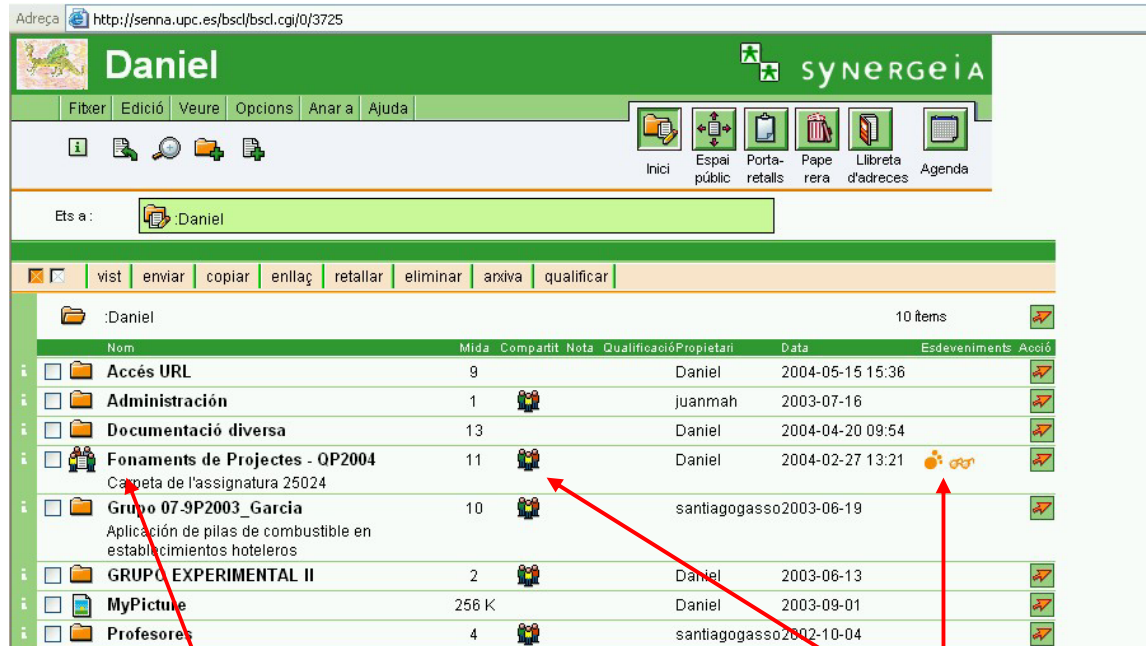 Adreça http://senna.upc.es/bscl/bscl.cgi/0/3725
Daniel
syNeRGeiA
Fitxer Edició Veure Opcions Anar a Ajuda
Inici
Espai públic
Porta-retalls
Pape rera
Llibreta d'adreces
Agenda
Ets a :
:Daniel
vist enviar copiar enllaç retallar eliminar arxiva qualificar
:Daniel 10 ítems
Nom Mida Compartit Nota Qualificació Propietari Data Esdeveniments Acció
Accés URL 9 Daniel 2004-05-15 15:36
Administración 1 juanmah 2003-07-16
Documentació diversa 13 Daniel 2004-04-20 09:54
Fonaments de Projectes - QP2004 11 Daniel 2004-02-27 13:21
Carpeta de l'assignatura 25024
Grupo 07-9P2003_Garcia 10 santiagogasso 2003-06-19
Aplicación de pilas de combustible en
establecimientos hoteleros
GRUPO EXPERIMENTAL II 2 Daniel 2003-06-13
MyPicture 256 K Daniel 2003-09-01
Profesores 4 santiagogasso 2002-10-04